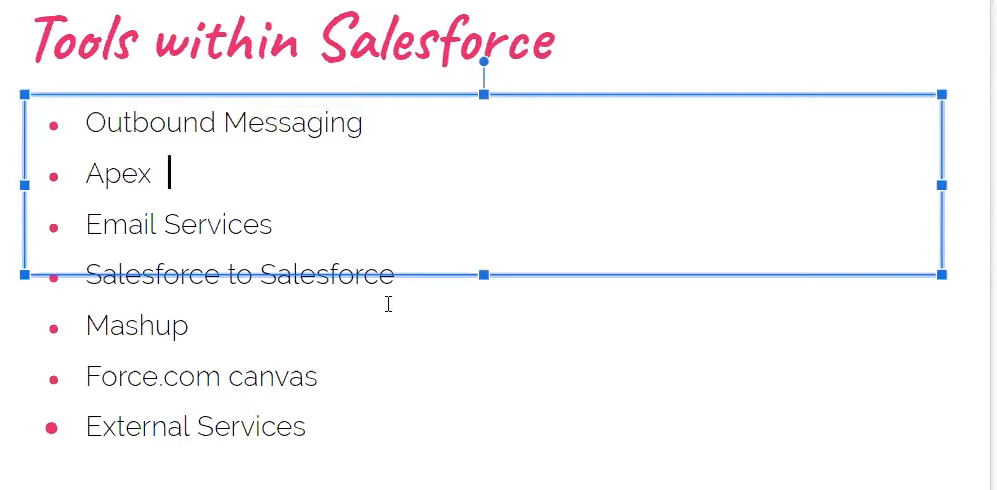 Tools within Salesforce
Outbound Messaging
Apex
Email Services
Salesforce to Salesforce
Mashup
Force.com canvas
External Services